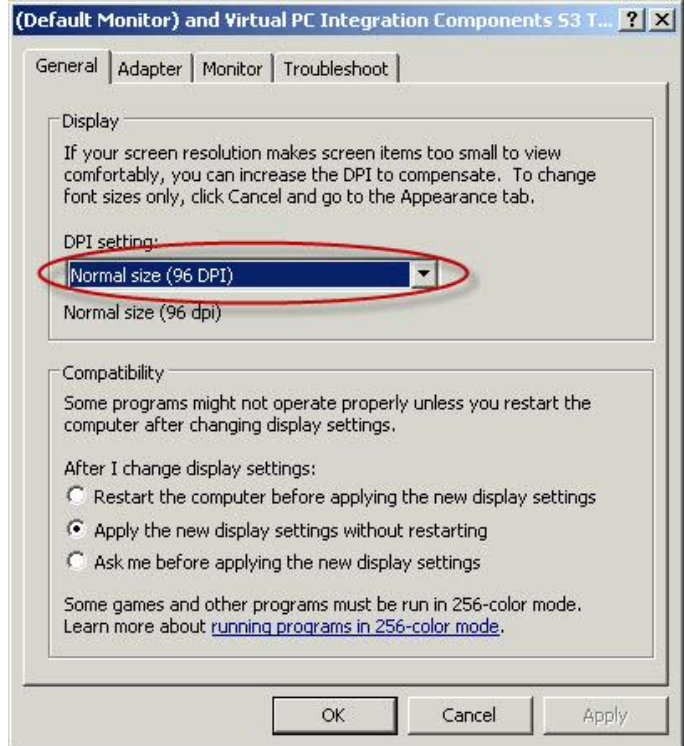 (Default Monitor) and Virtual PC Integration Components S3 T... ? X
General Adapter Monitor Troubleshoot
Display
If your screen resolution makes screen items too small to view
comfortably, you can increase the DPI to compensate. To change
font sizes only, click Cancel and go to the Appearance tab.
DPI setting:
Normal size (96 DPI)
Normal size (96 dpi)
Compatibility
Some programs might not operate properly unless you restart the
computer after changing display settings.
After I change display settings:
Restart the computer before applying the new display settings
Apply the new display settings without restarting
Ask me before applying the new display settings
Some games and other programs must be run in 256-color mode.
Learn more about running programs in 256-color mode.
OK Cancel Apply